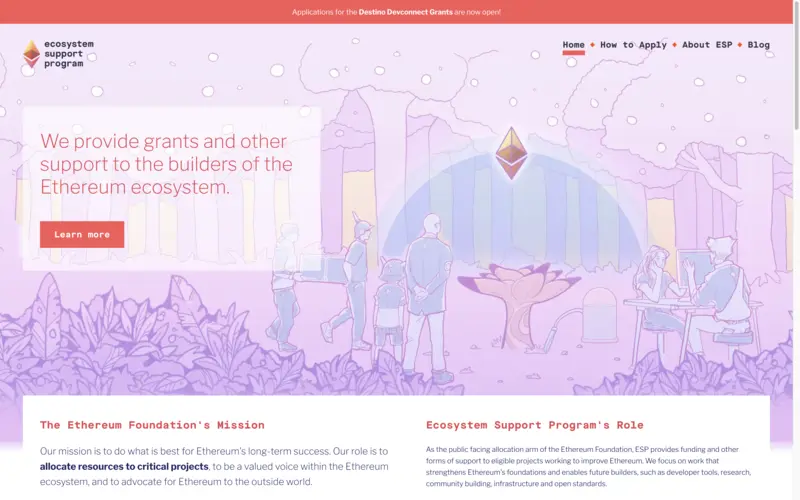 Applications for the Destino Devconnect Grants are now open!
ecosystem
support
program
Home ◆ How to Apply ◆ About ESP ◆ Blog
We provide grants and other
support to the builders of the
Ethereum ecosystem.
Learn more
The Ethereum Foundation's Mission
Our mission is to do what is best for Ethereum's long-term success. Our role is to
allocate resources to critical projects, to be a valued voice within the Ethereum
ecosystem, and to advocate for Ethereum to the outside world.
Ecosystem Support Program's Role
As the public facing allocation arm of the Ethereum Foundation, ESP provides funding and other
forms of support to eligible projects working to improve Ethereum. We focus on work that
strengthens Ethereum's foundations and enables future builders, such as developer tools, research,
community building, infrastructure and open standards.